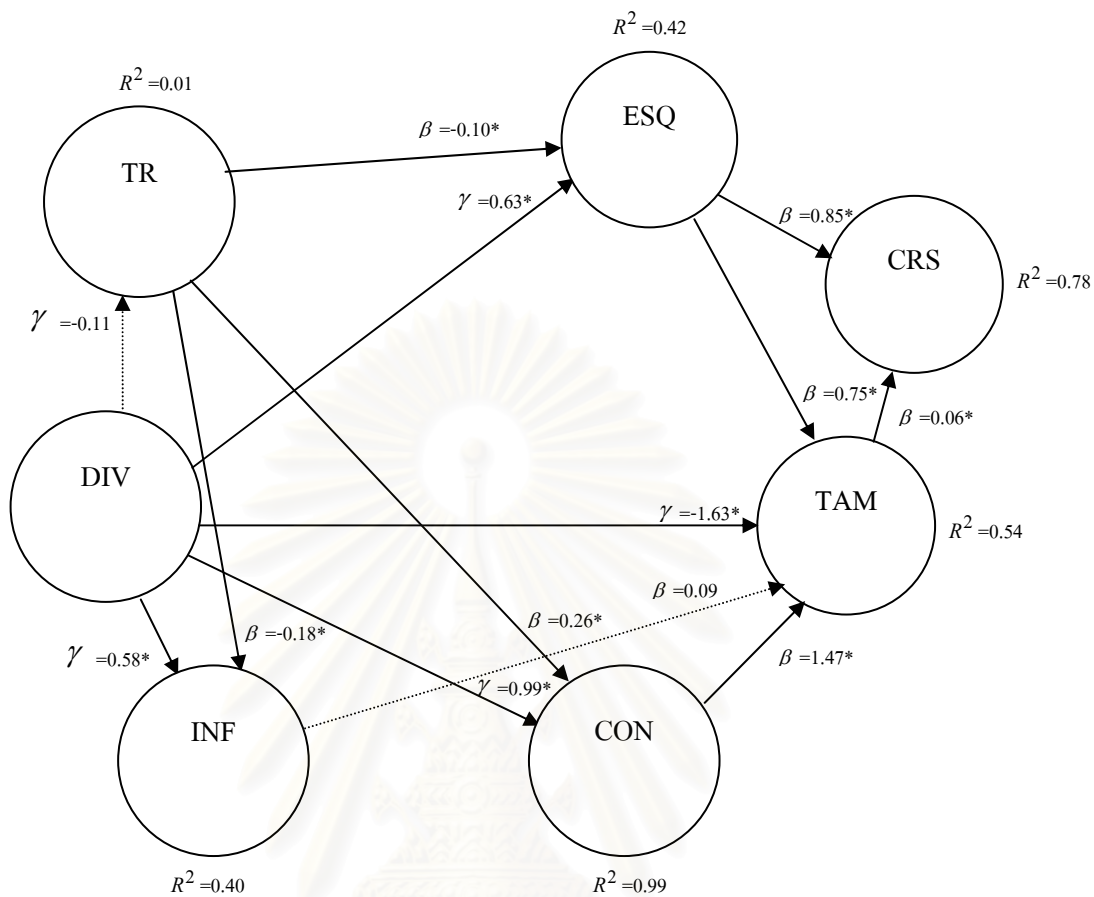 R² =0.42
R² =0.01
ESQ
β =-0.10*
TR
γ =0.63*
β =0.85*
CRS
R² =0.78
γ =-0.11
β =0.75*
β =0.06*
DIV
TAM
γ =-1.63*
R² =0.54
β =0.09
β =0.26*
β =-0.18*
γ =0.58*
β =1.47*
γ =0.99*
INF
CON
R² =0.40
R² =0.99